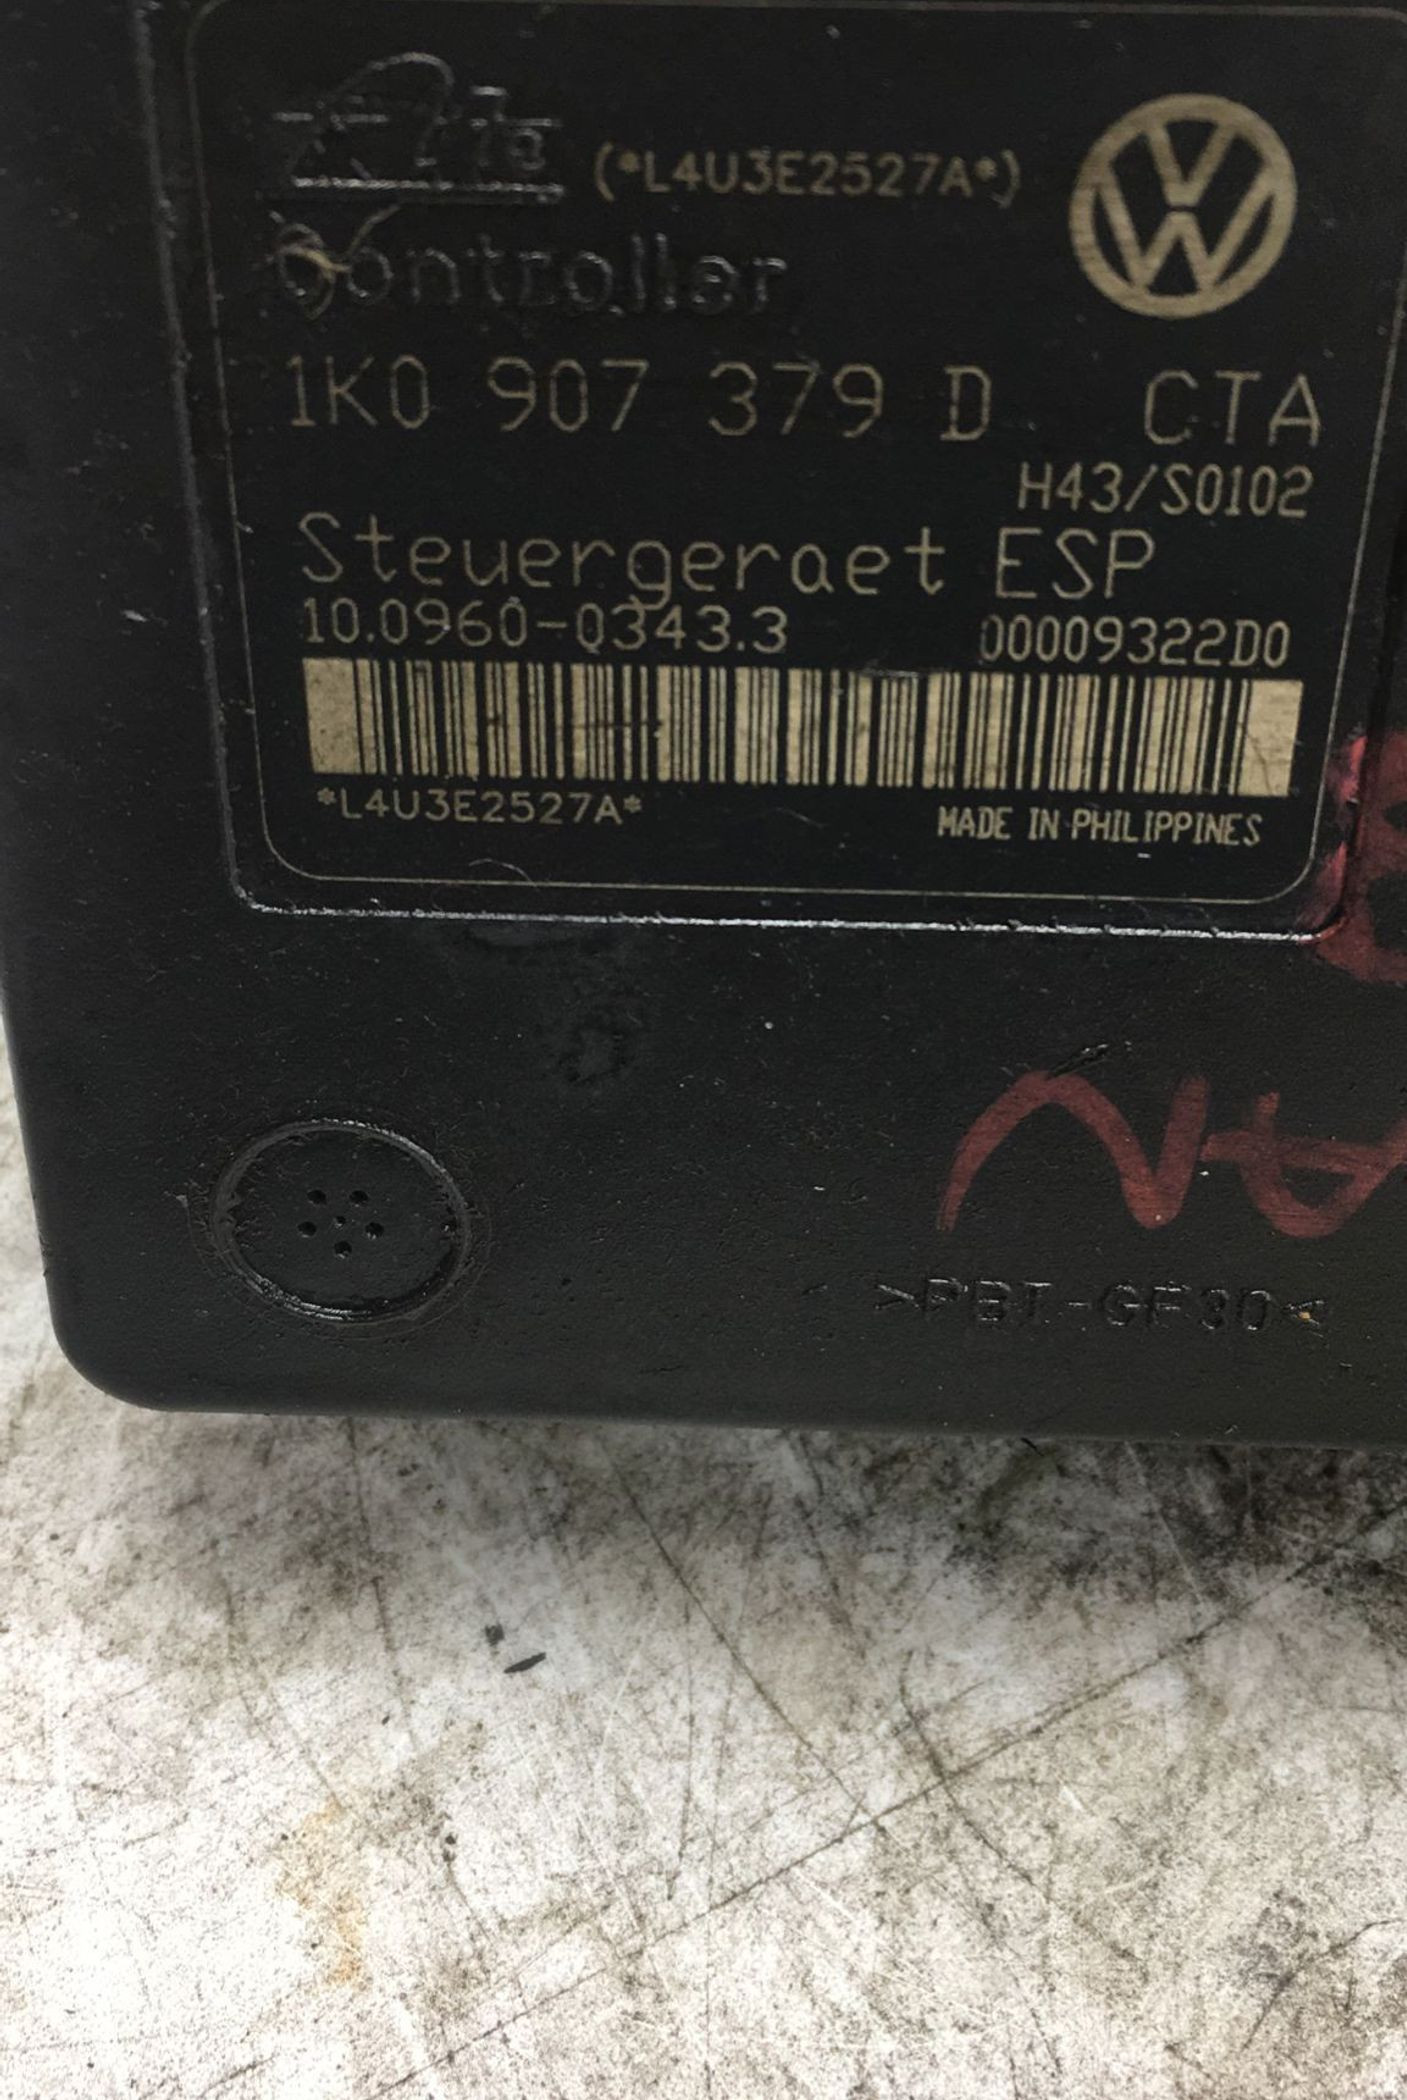 Ate (*L4U3E2527A*)
Controller
1K0 907 379 D CTA
H43/S0102
Steuergeraet ESP
10.0960-0343.3 00009322D0
*L4U3E2527A* MADE IN PHILIPPINES
>PBT-GF30<